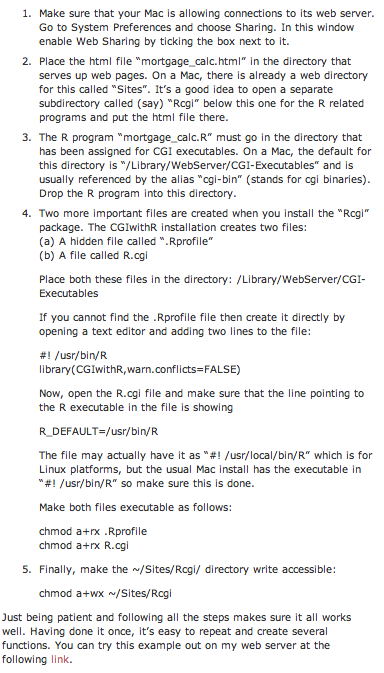 1. Make sure that your Mac is allowing connections to its web server.
Go to System Preferences and choose Sharing. In this window
enable Web Sharing by ticking the box next to it.
2. Place the html file "mortgage_calc.html" in the directory that
serves up web pages. On a Mac, there is already a web directory
for this called "Sites". It's a good idea to open a separate
subdirectory called (say) "Rcgi" below this one for the R related
programs and put the html file there.
3. The R program "mortgage_calc.R" must go in the directory that
has been assigned for CGI executables. On a Mac, the default for
this directory is "/Library/WebServer/CGI-Executables" and is
usually referenced by the alias "cgi-bin" (stands for cgi binaries).
Drop the R program into this directory.
4. Two more important files are created when you install the "Rcgi"
package. The CGIwithR installation creates two files:
(a) A hidden file called ".Rprofile"
(b) A file called R.cgi
Place both these files in the directory: /Library/WebServer/CGI-
Executables
If you cannot find the .Rprofile file then create it directly by
opening a text editor and adding two lines to the file:
#! /usr/bin/R
library(CGIwithR,warn.conflicts=FALSE)
Now, open the R.cgi file and make sure that the line pointing to
the R executable in the file is showing
R_DEFAULT=/usr/bin/R
The file may actually have it as "#! /usr/local/bin/R" which is for
Linux platforms, but the usual Mac install has the executable in
"#! /usr/bin/R" so make sure this is done.
Make both files executable as follows:
chmod a+rx .Rprofile
chmod a+rx R.cgi
5. Finally, make the ~/Sites/Rcgi/ directory write accessible:
chmod a+wx ~/Sites/Rcgi
Just being patient and following all the steps makes sure it all works
well. Having done it once, it's easy to repeat and create several
functions. You can try this example out on my web server at the
following link.